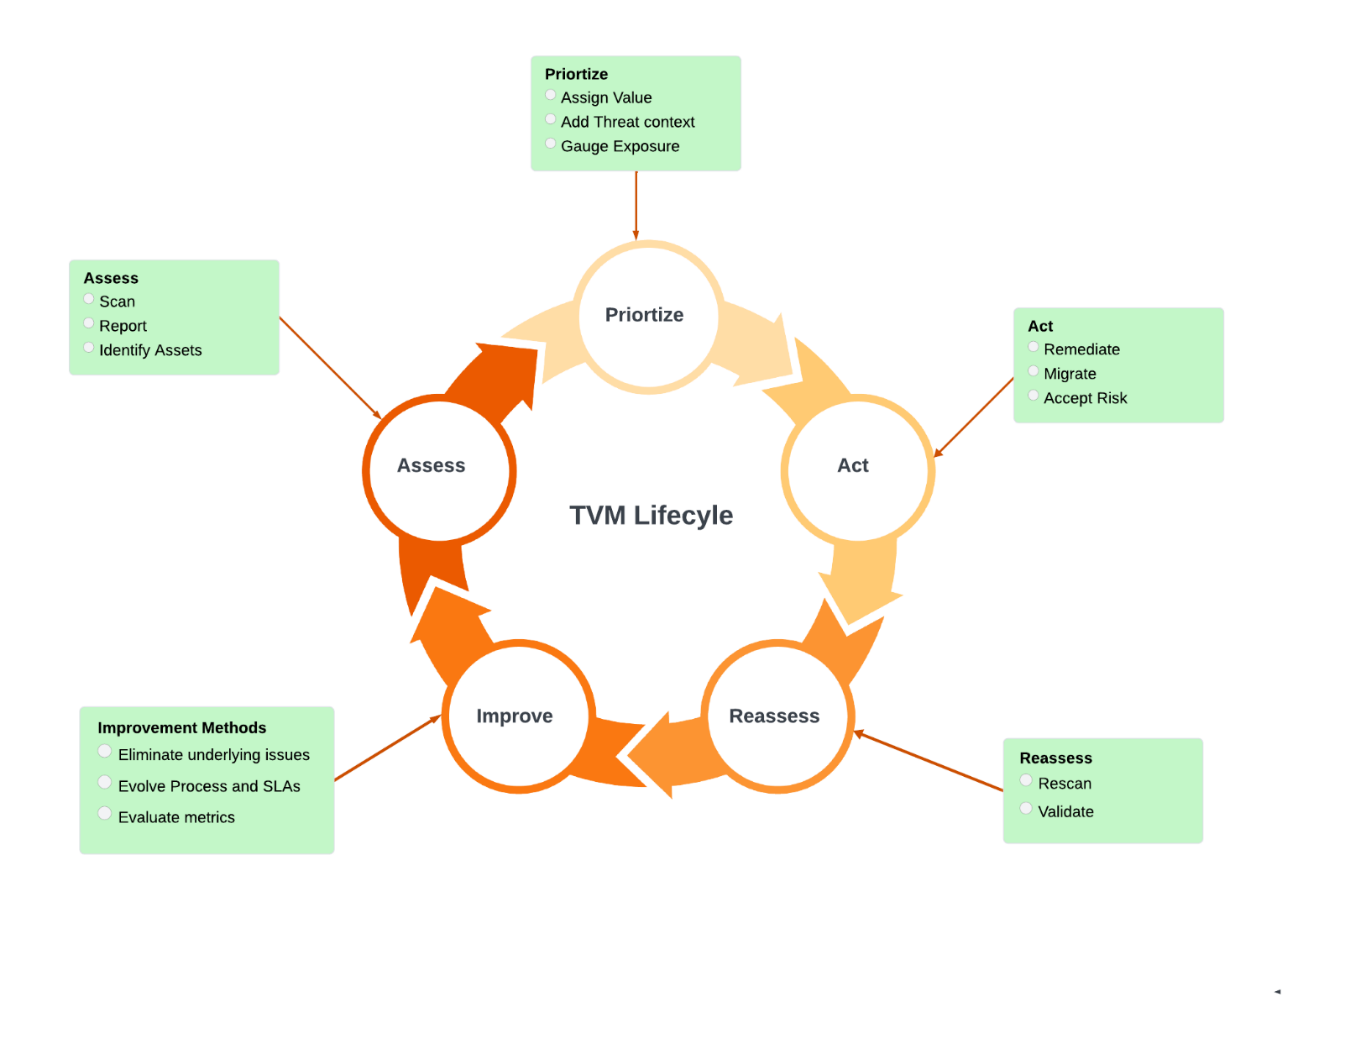 Priortize
Assign Value
Add Threat context
Gauge Exposure
Assess
Scan
Report
Identify Assets
Act
Remediate
Migrate
Accept Risk
Priortize
Assess
Act
TVM Lifecyle
Improve
Reassess
Improvement Methods
Eliminate underlying issues
Evolve Process and SLAs
Evaluate metrics
Reassess
Rescan
Validate